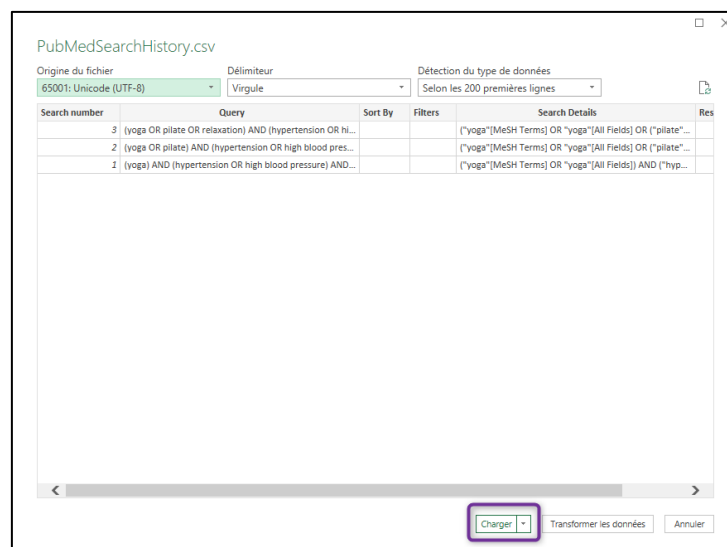 PubMedSearchHistory.csv
Origine du fichier Délimiteur Détection du type de données
65001: Unicode (UTF-8) Virgule Selon les 200 premières lignes
Search number Query Sort By Filters Search Details Res
3 (yoga OR pilate OR relaxation) AND (hypertension OR hi... ("yoga"[MeSH Terms] OR "yoga"[All Fields] OR ("pilate"...
2 (yoga OR pilate) AND (hypertension OR high blood pres... ("yoga"[MeSH Terms] OR "yoga"[All Fields] OR ("pilate"...
1 (yoga) AND (hypertension OR high blood pressure) AND... ("yoga"[MeSH Terms] OR "yoga"[All Fields]) AND ("hyp...
Charger Transformer les données Annuler